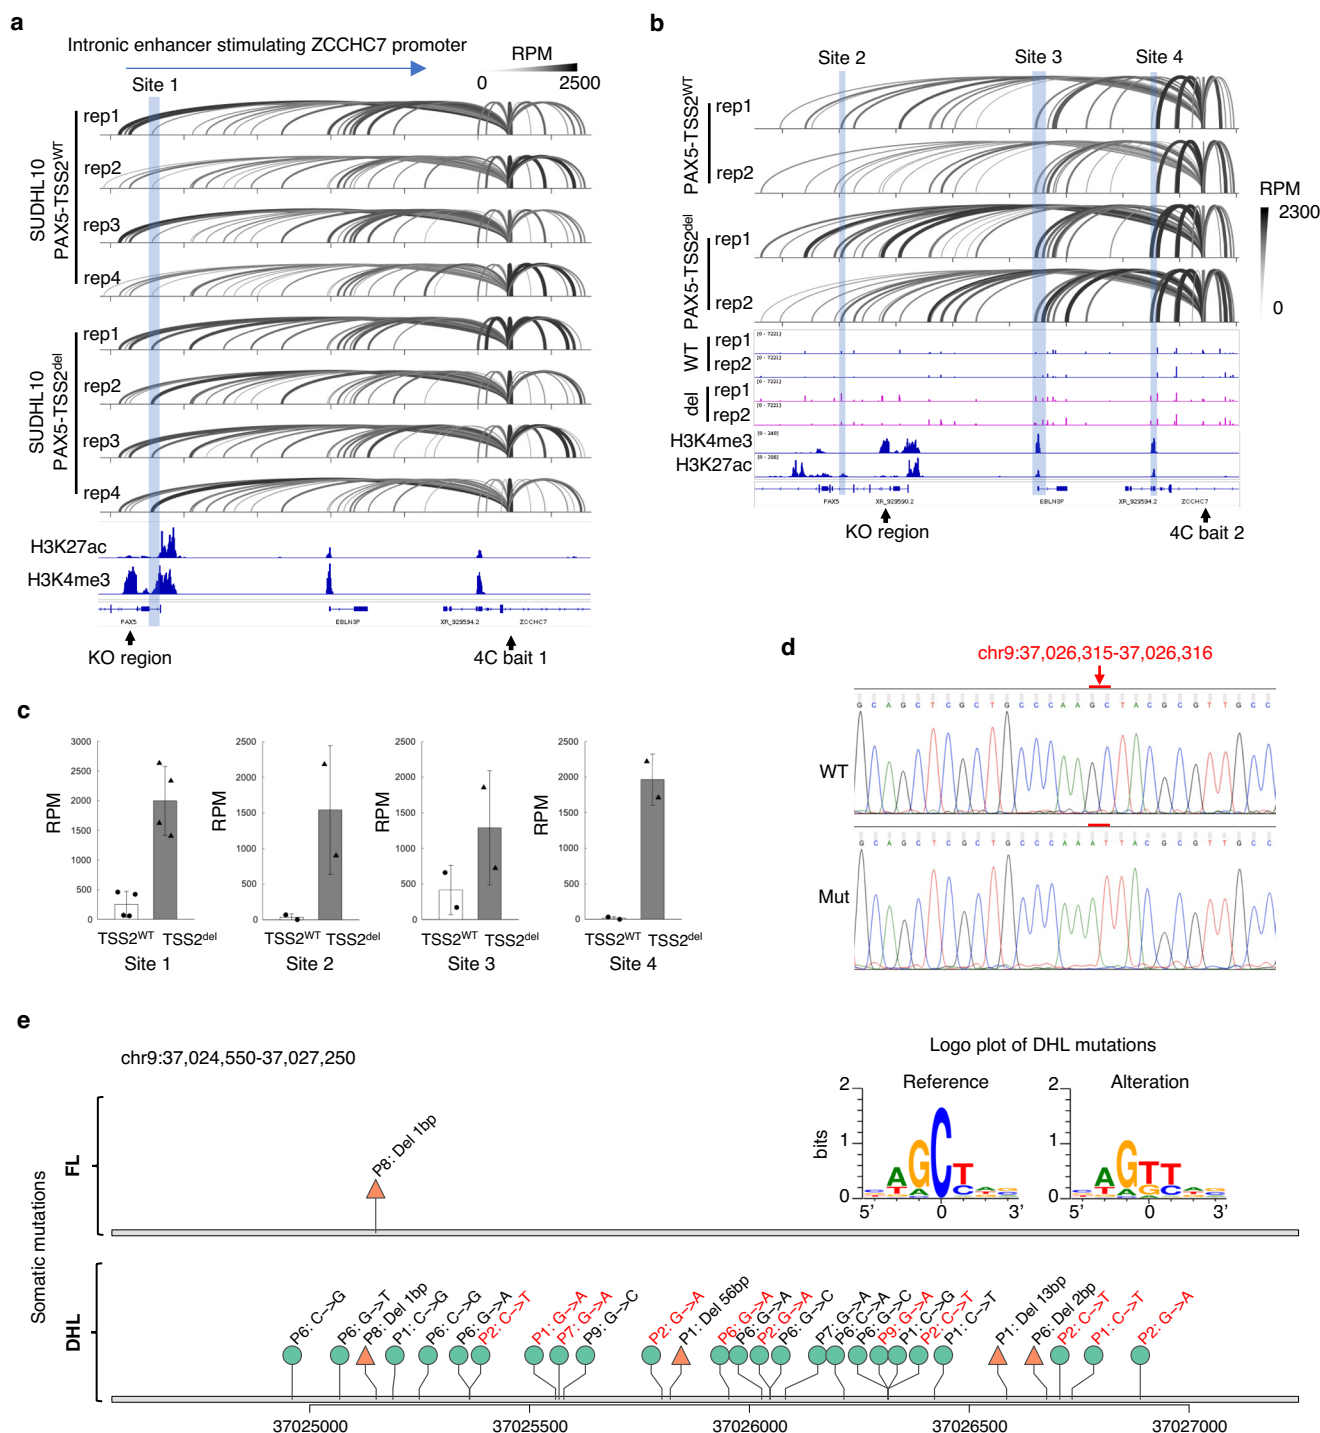 a
Intronic enhancer stimulating ZCCHC7 promoter
RPM
0 2500
Site 1
SUDHL10
PAX5-TSS2WT
rep1
rep2
rep3
rep4
SUDHL10
PAX5-TSS2del
rep1
rep2
rep3
rep4
H3K27ac
H3K4me3
PAX5 EBLN3P XR_929594.2 ZCCHC7
KO region 4C bait 1
b
Site 2 Site 3 Site 4
PAX5-TSS2WT
rep1
rep2
PAX5-TSS2del
rep1
rep2
RPM
2300
0
WT
rep1
[0 - 7221]
rep2
[0 - 7221]
del
rep1
[0 - 7221]
rep2
[0 - 7221]
H3K4me3
[0 - 340]
H3K27ac
PAX5 XR_929590.2 EBLN3P XR_929594.2 ZCCHC7
KO region 4C bait 2
c
RPM
3000
2500
2000
1500
1000
500
0
TSS2WT TSS2del
Site 1
RPM
2500
2000
1500
1000
500
0
TSS2WT TSS2del
Site 2
RPM
2500
2000
1500
1000
500
0
TSS2WT TSS2del
Site 3
RPM
2500
2000
1500
1000
500
0
TSS2WT TSS2del
Site 4
d
chr9:37,026,315-37,026,316
G C A G C T C G C T G C C C A A G C T A C G C G T T G C C
WT
G C A G C T C G C T G C C C A A A T T A C G C G T T G C C
Mut
e
chr9:37,024,550-37,027,250
Logo plot of DHL mutations
Reference
Alteration
bits
2
1
0
5' 0 3'
2
1
0
5' 0 3'
Somatic mutations
FL
P8: Del 1bp
DHL
P6: C->G
P6: G->T
P8: Del 1bp
P1: C->G
P6: C->G
P6: G->A
P2: C->T
P1: G->A
P7: G->A
P9: G->C
P2: G->A
P1: Del 56bp
P6: G->A
P6: G->A
P2: G->A
P6: G->C
P7: G->A
P6: C->A
P6: G->C
P9: G->A
P1: C->G
P2: C->T
P1: C->T
P1: Del 13bp
P6: Del 2bp
P2: C->T
P1: C->T
P2: G->A
37025000 37025500 37026000 37026500 37027000